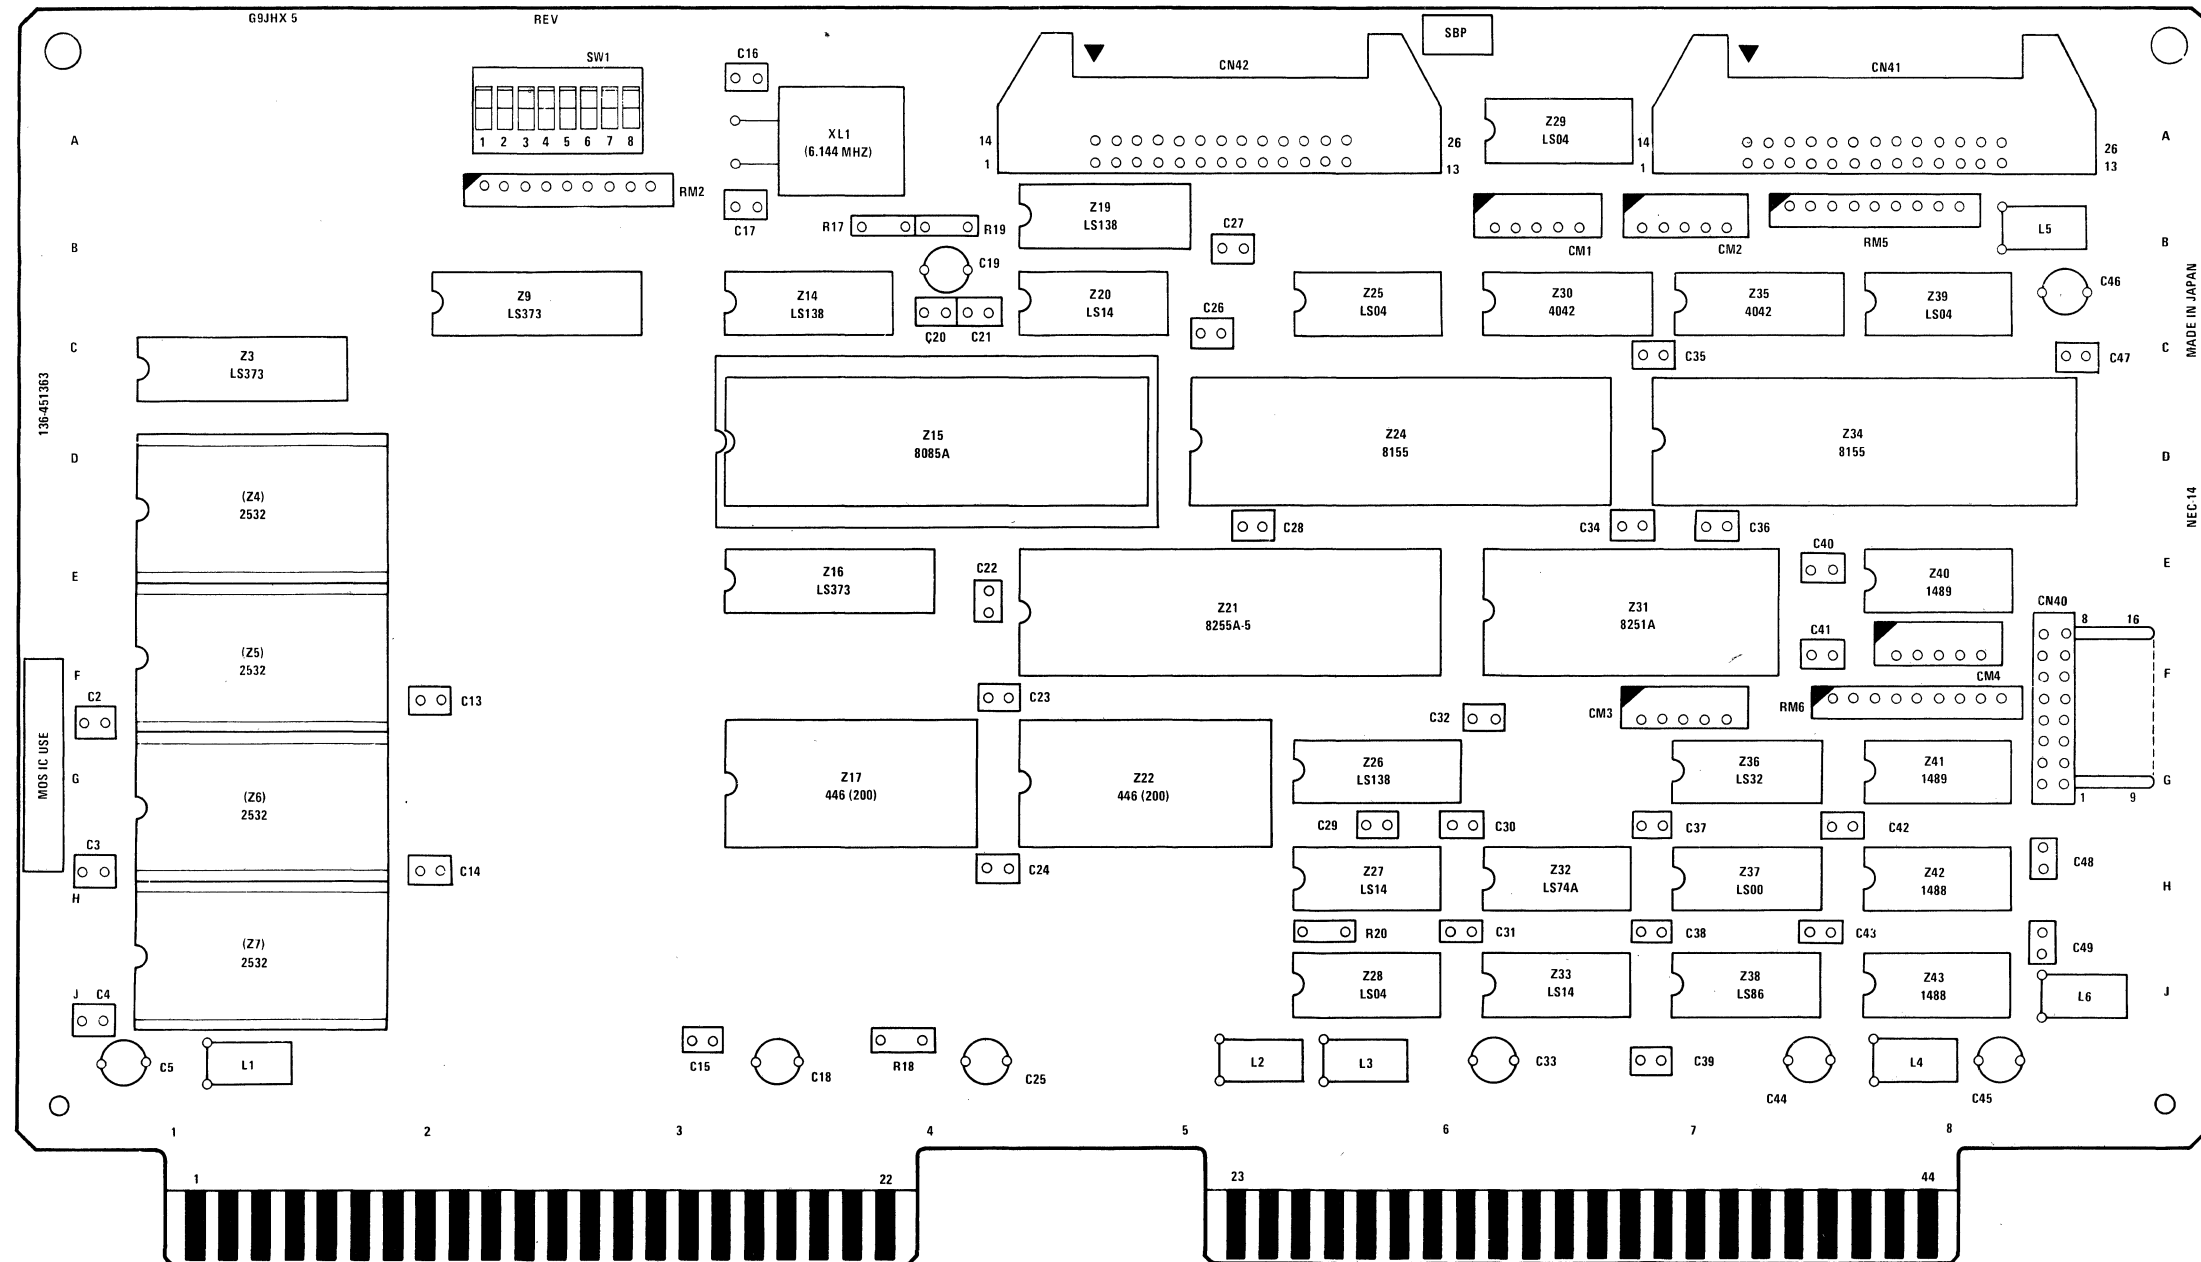 G9JHX 5
REV
SW1
C16
SBP
CN42
CN41
1 2 3 4 5 6 7 8
XL1
(6.144 MHZ)
Z29
LS04
A
A
14
26
1
13
14
26
1
13
RM2
C17
R17
R19
Z19
LS138
C27
CM1
CM2
RM5
L5
B
B
C19
Z9
LS373
Z14
LS138
C20
C21
Z20
LS14
C26
Z25
LS04
Z30
4042
Z35
4042
Z39
LS04
C46
MADE IN JAPAN
C
C
Z3
LS373
C35
C47
136-451363
D
D
Z15
8085A
Z24
8155
Z34
8155
(Z4)
2532
NEC-14
C28
C34
C36
E
E
Z16
LS373
C22
Z21
8255A-5
Z31
8251A
C40
Z40
1489
CN40
8
16
(Z5)
2532
C41
CM4
F
F
C2
C13
C23
C32
CM3
RM6
MOS IC USE
G
G
(Z6)
2532
Z17
446 (200)
Z22
446 (200)
Z26
LS138
Z36
LS32
Z41
1489
1
9
C29
C30
C37
C42
C3
C14
C24
Z27
LS14
Z32
LS74A
Z37
LS00
Z42
1488
C48
H
H
R20
C31
C38
C43
C49
(Z7)
2532
Z28
LS04
Z33
LS14
Z38
LS86
Z43
1488
L6
J
C4
J
C5
L1
C15
C18
R18
C25
L2
L3
C33
C39
C44
L4
C45
1
2
3
4
5
6
7
8
1
22
23
44